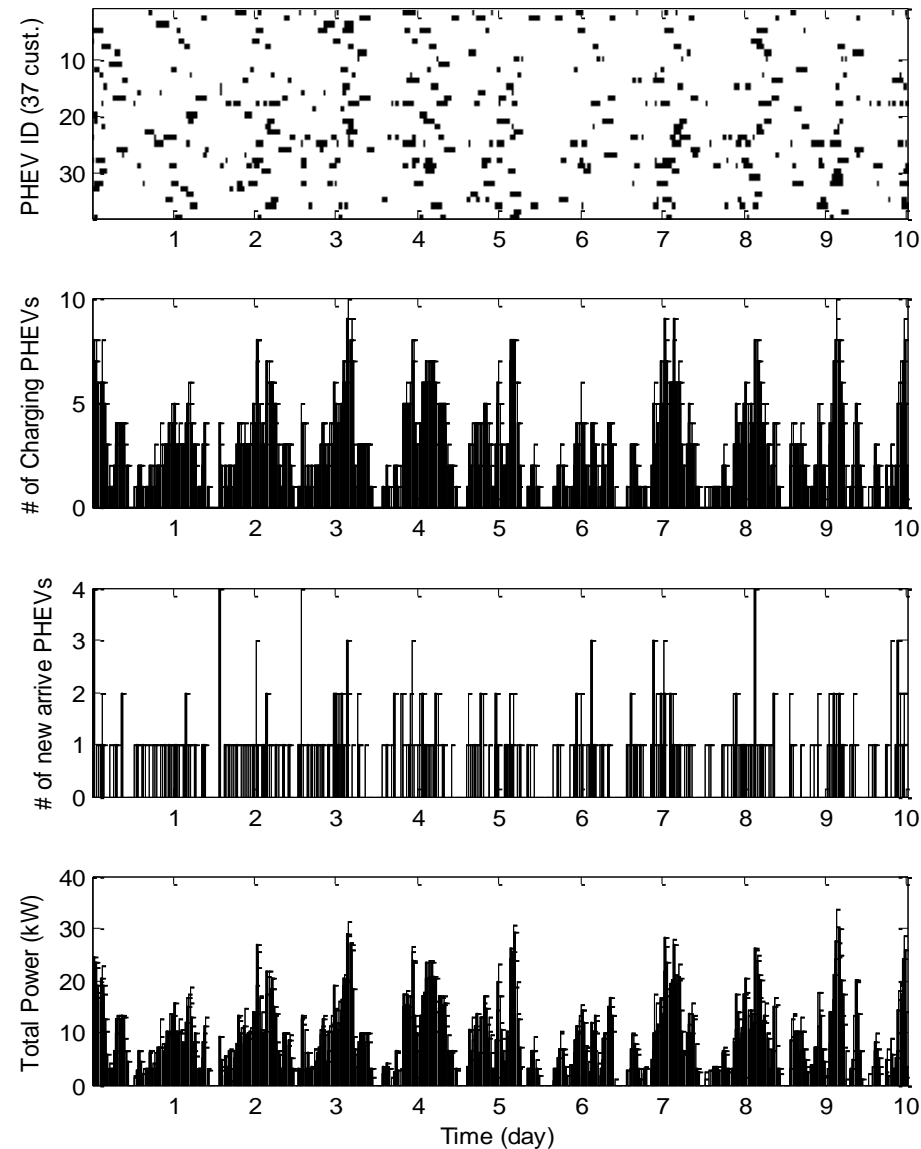 PHEV ID (37 cust.)
10
20
30
1 2 3 4 5 6 7 8 9 10
# of Charging PHEVs
10
5
0
1 2 3 4 5 6 7 8 9 10
# of new arrive PHEVs
4
3
2
1
0
1 2 3 4 5 6 7 8 9 10
Total Power (kW)
40
30
20
10
0
1 2 3 4 5 6 7 8 9 10
Time (day)